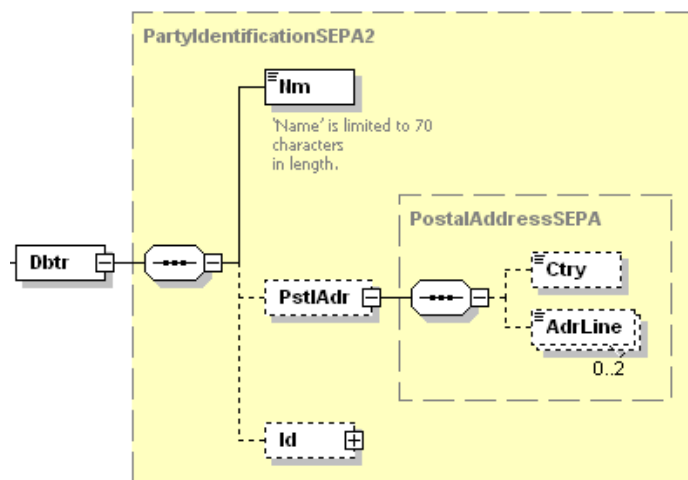 PartyIdentificationSEPA2
Nm
'Name' is limited to 70
characters
in length.
PostalAddressSEPA
Dbtr
Ctry
PstlAdr
AdrLine
0..2
Id